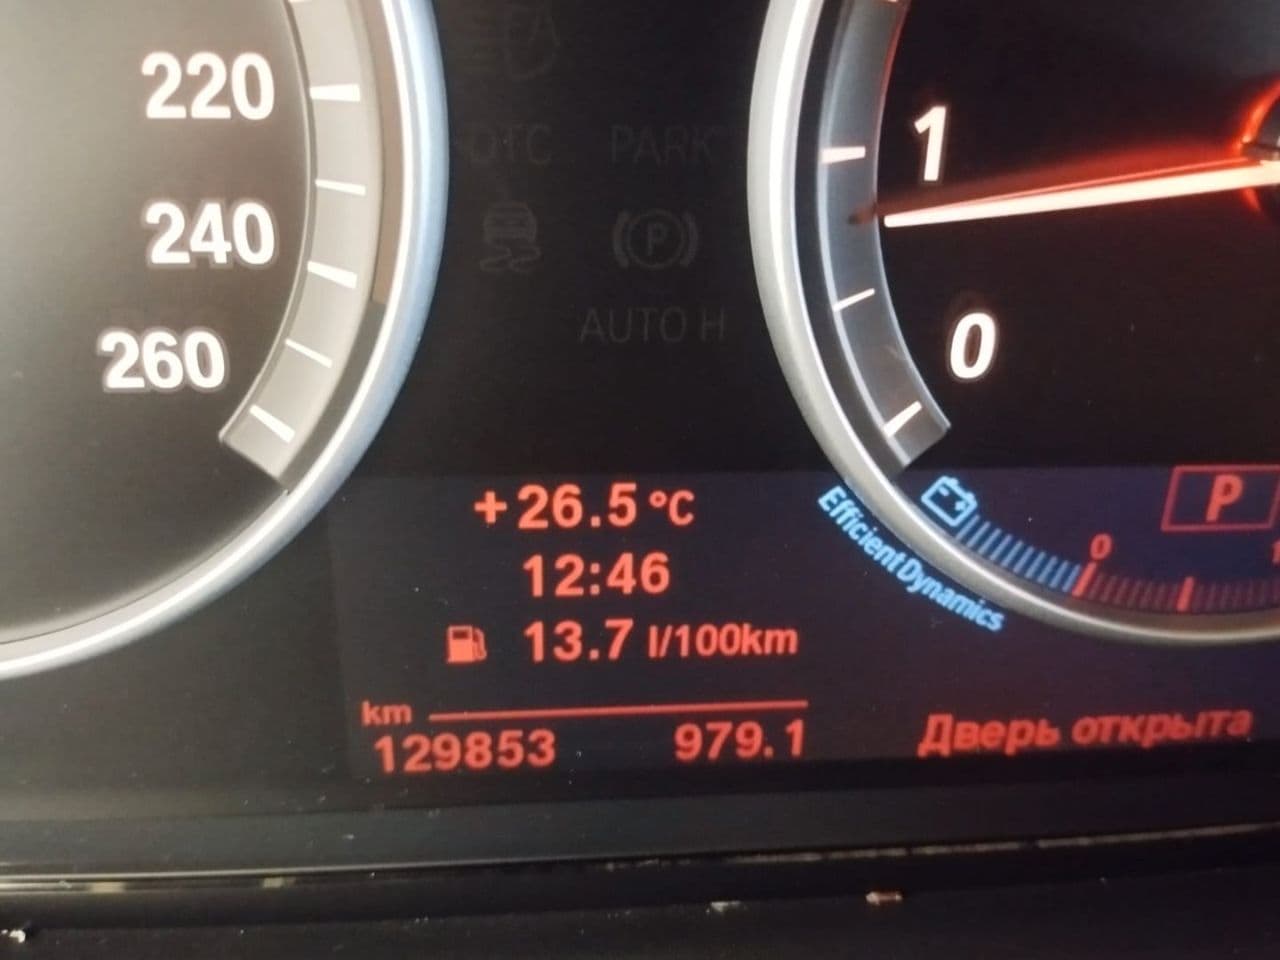 220
240
260
DTC PARK
AUTO H
1
0
+26.5 °C
12:46
13.7 l/100km
km
129853 979.1
EfficientDynamics
P
0 1
Дверь открыта